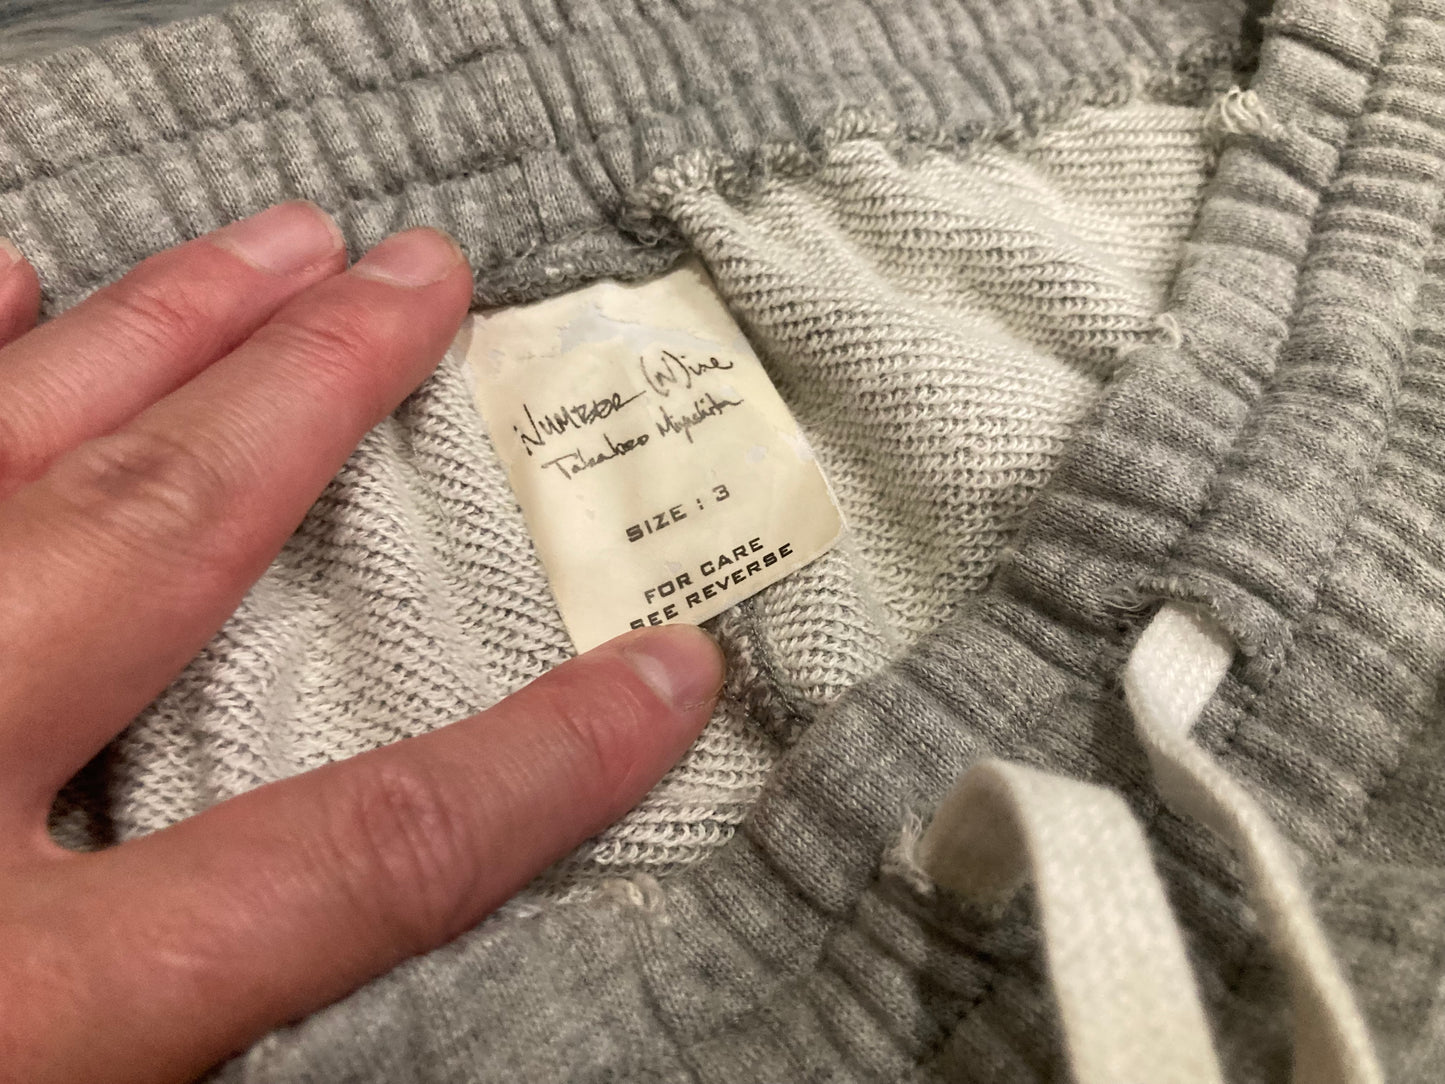 NUMBER (N)ine
Takahiro Miyashita
SIZE : 3
FOR CARE
SEE REVERSE